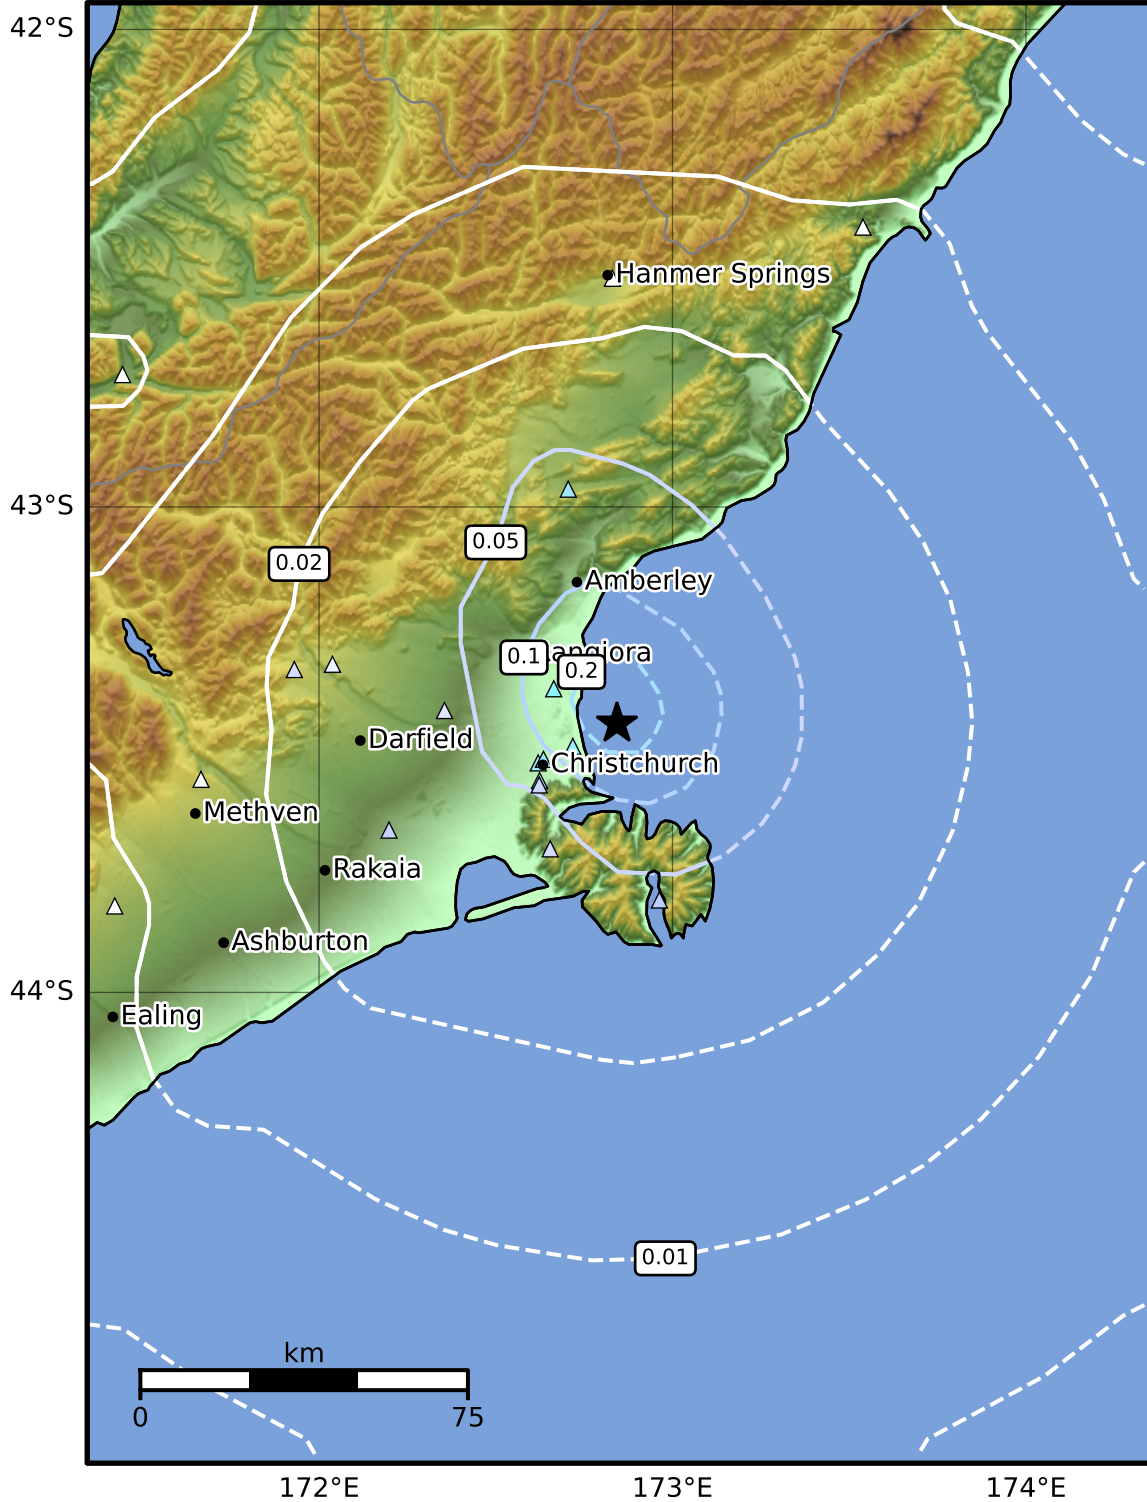 42°S
Hanmer Springs
43°S
0.05
0.02
Amberley
0.1
0.2
Darfield
Christchurch
Methven
Rakaia
Ashburton
44°S
Ealing
0.01
km
0
75
172°E
173°E
174°E